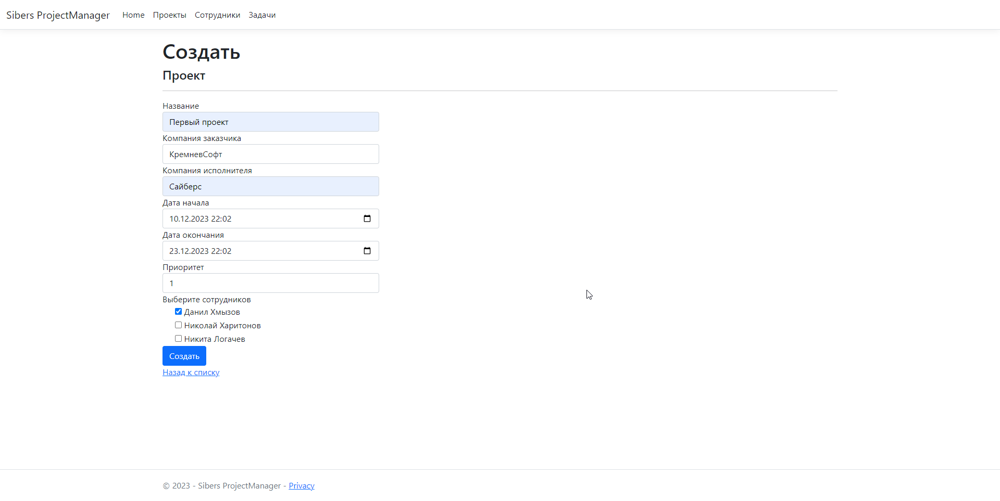 Sibers ProjectManager Home Проекты Сотрудники Задачи
Создать
Проект
Название
Первый проект
Компания заказчика
КремневСофт
Компания исполнителя
Сайберс
Дата начала
10.12.2023 22:02
Дата окончания
23.12.2023 22:02
Приоритет
1
Выберите сотрудников
Данил Хмызов
Николай Харитонов
Никита Логачев
Создать
Назад к списку
© 2023 - Sibers ProjectManager - Privacy